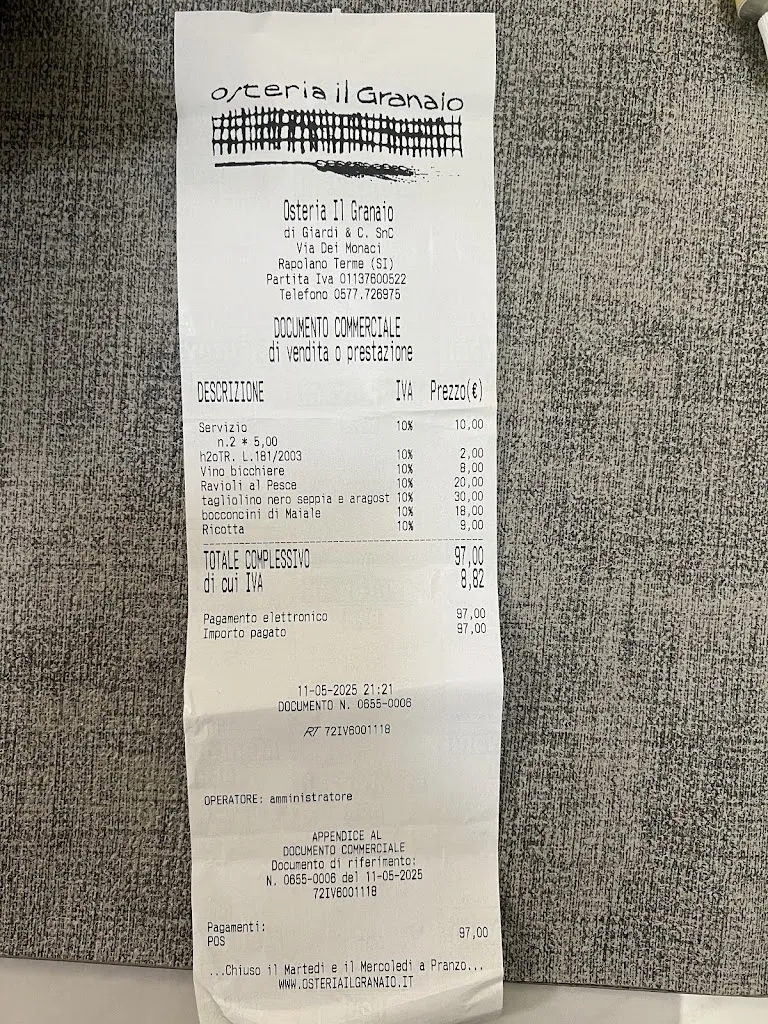 osteria il Granaio
Osteria Il Granaio
di Giardi & C. SnC
Via Dei Monaci
Rapolano Terme (SI)
Partita Iva 01137600522
Telefono 0577.726975
DOCUMENTO COMMERCIALE
di vendita o prestazione
DESCRIZIONE IVA Prezzo(€)
Servizio 10% 10,00
n.2 * 5,00
h2oTR. L.181/2003 10% 2,00
Vino bicchiere 10% 8,00
Ravioli al Pesce 10% 20,00
tagliolino nero seppia e aragost 10% 30,00
bocconcini di Maiale 10% 18,00
Ricotta 10% 9,00
TOTALE COMPLESSIVO 97,00
di cui IVA 8,82
Pagamento elettronico 97,00
Importo pagato 97,00
11-05-2025 21:21
DOCUMENTO N. 0655-0006
RT 72IV6001118
OPERATORE: amministratore
APPENDICE AL
DOCUMENTO COMMERCIALE
Documento di riferimento:
N. 0655-0006 del 11-05-2025
72IV6001118
Pagamenti:
POS 97,00
...Chiuso il Martedi e il Mercoledi a Pranzo...
WWW.OSTERIAILGRANAIO.IT